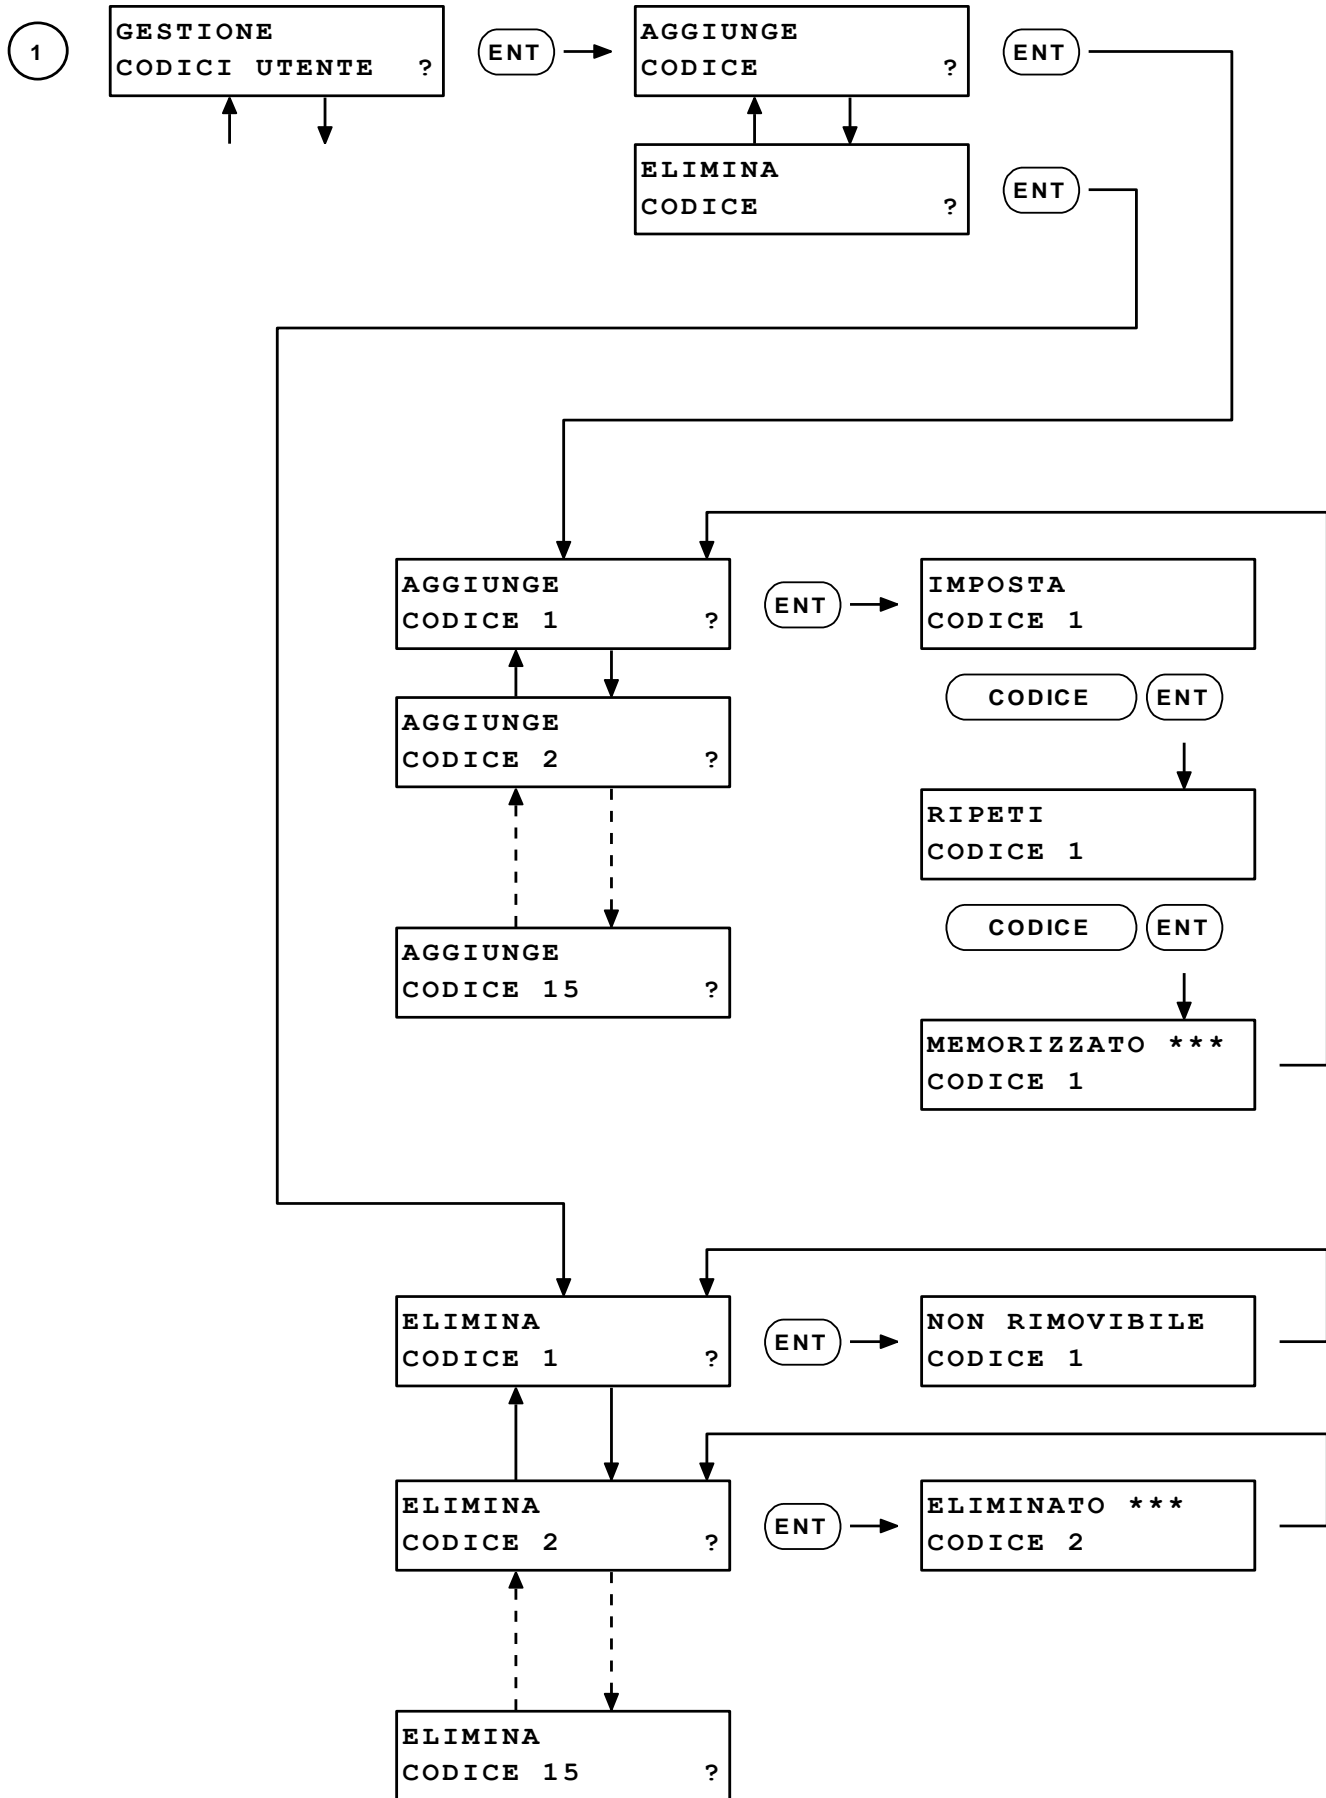 1
GESTIONE
CODICI UTENTE ?
ENT
AGGIUNGE
CODICE ?
ENT
ELIMINA
CODICE ?
ENT
AGGIUNGE
CODICE 1 ?
ENT
IMPOSTA
CODICE 1
CODICE ENT
AGGIUNGE
CODICE 2 ?
RIPETI
CODICE 1
CODICE ENT
AGGIUNGE
CODICE 15 ?
MEMORIZZATO ***
CODICE 1
ELIMINA
CODICE 1 ?
ENT
NON RIMOVIBILE
CODICE 1
ELIMINA
CODICE 2 ?
ENT
ELIMINATO ***
CODICE 2
ELIMINA
CODICE 15 ?